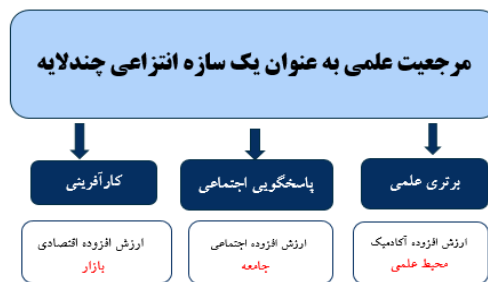 مرجعیت علمی به عنوان یک سازه انتزاعی چندلایه
برتری علمی
پاسخگویی اجتماعی
کارآفرینی
ارزش افزوده آکادمیک
محیط علمی
ارزش افزوده اجتماعی
جامعه
ارزش افزوده اقتصادی
بازار